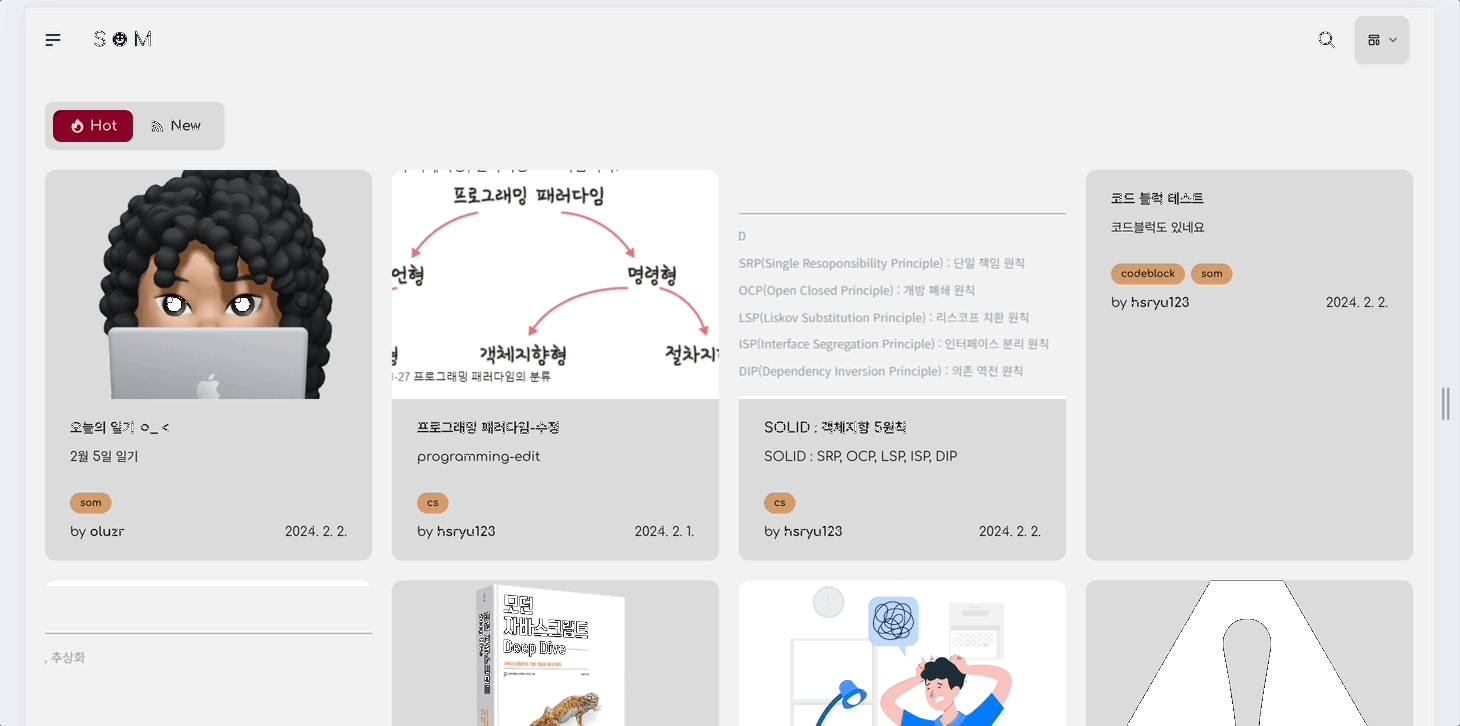 S M
Hot
New
프로그래밍 패러다임
언형
명령형
형
객체지향형
절차지
1-27 프로그래밍 패러다임의 분류
D
SRP(Single Resoponsibility Principle) : 단일 책임 원칙
OCP(Open Closed Principle) : 개방 폐쇄 원칙
LSP(Liskov Substitution Principle) : 리스코프 치환 원칙
ISP(Interface Segregation Principle) : 인터페이스 분리 원칙
DIP(Dependency Inversion Principle) : 의존 역전 원칙
코드 블럭 테스트
코드블럭도 있네요
codeblock som
by hsryu123 2024. 2. 2.
오늘의 일기 ㅇ_ <
2월 5일 일기
som
by oluzr 2024. 2. 2.
프로그래밍 패러다임-수정
programming-edit
cs
by hsryu123 2024. 2. 1.
SOLID : 객체지향 5원칙
SOLID : SRP, OCP, LSP, ISP, DIP
cs
by hsryu123 2024. 2. 2.
, 추상화
모던
자바스크립트
Deep Dive